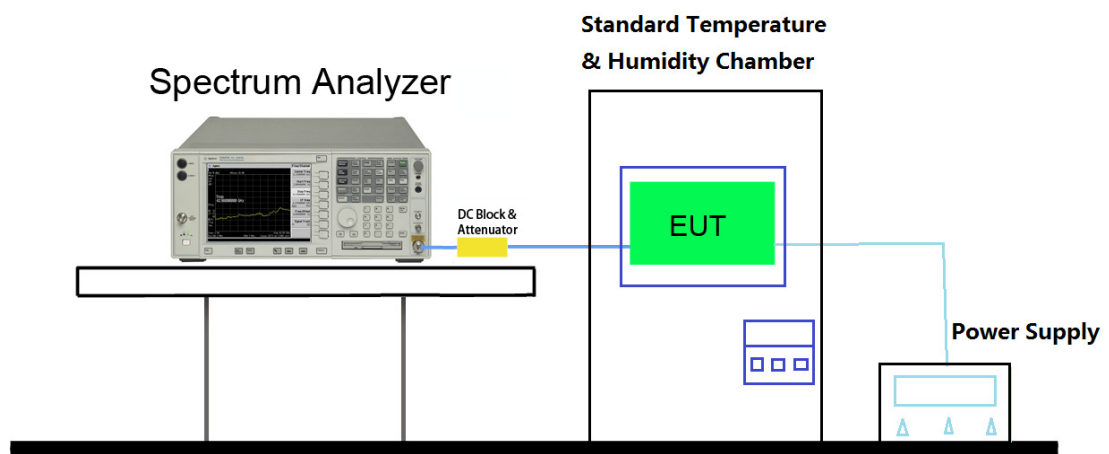 Standard Temperature
& Humidity Chamber
Spectrum Analyzer
DC Block &
Attenuator
EUT
Power Supply